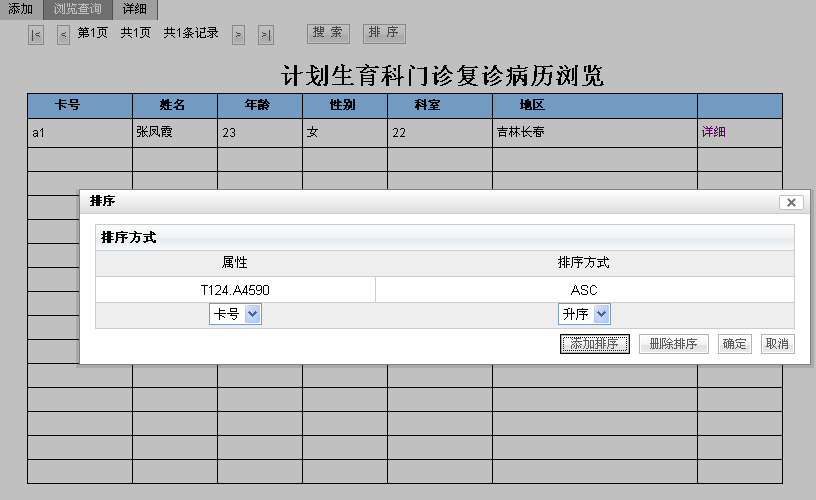 添加 浏览查询 详细
|< < 第1页 共1页 共1条记录 > >| 搜 索 排 序
计划生育科门诊复诊病历浏览
卡号 姓名 年龄 性别 科室 地区
a1 张凤霞 23 女 22 吉林长春 详细
排序
排序方式
属性 排序方式
T124.A4590 ASC
卡号 升序
添加排序 删除排序 确定 取消